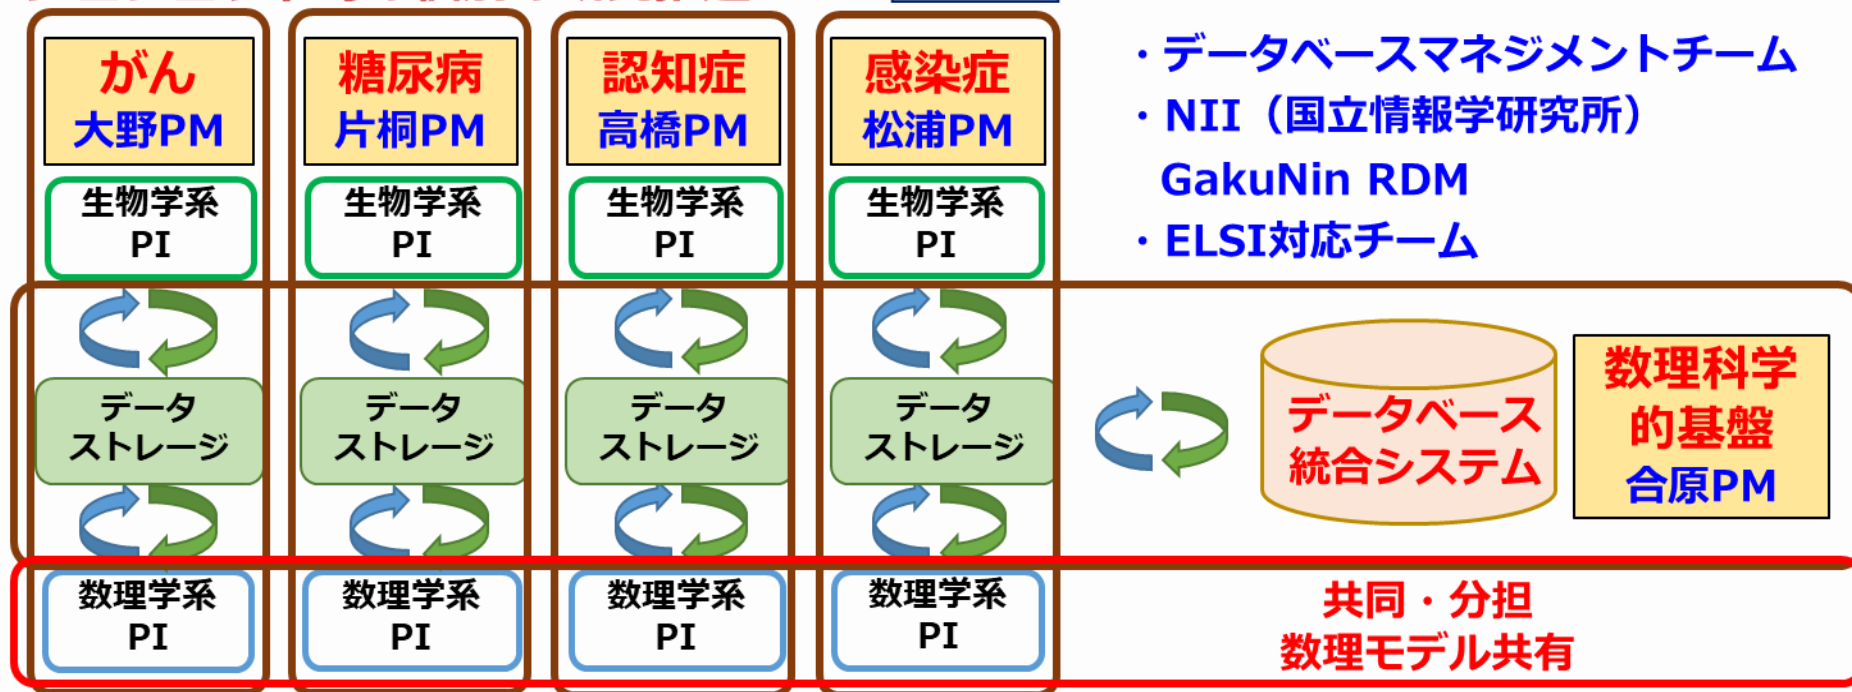 がん
大野PM
生物学系
PI
データ
ストレージ
数理学系
PI
糖尿病
片桐PM
生物学系
PI
データ
ストレージ
数理学系
PI
認知症
高橋PM
生物学系
PI
データ
ストレージ
数理学系
PI
感染症
松浦PM
生物学系
PI
データ
ストレージ
数理学系
PI
・データベースマネジメントチーム
・NII（国立情報学研究所）
GakuNin RDM
・ELSI対応チーム
データベース
統合システム
数理科学
的基盤
合原PM
共同・分担
数理モデル共有